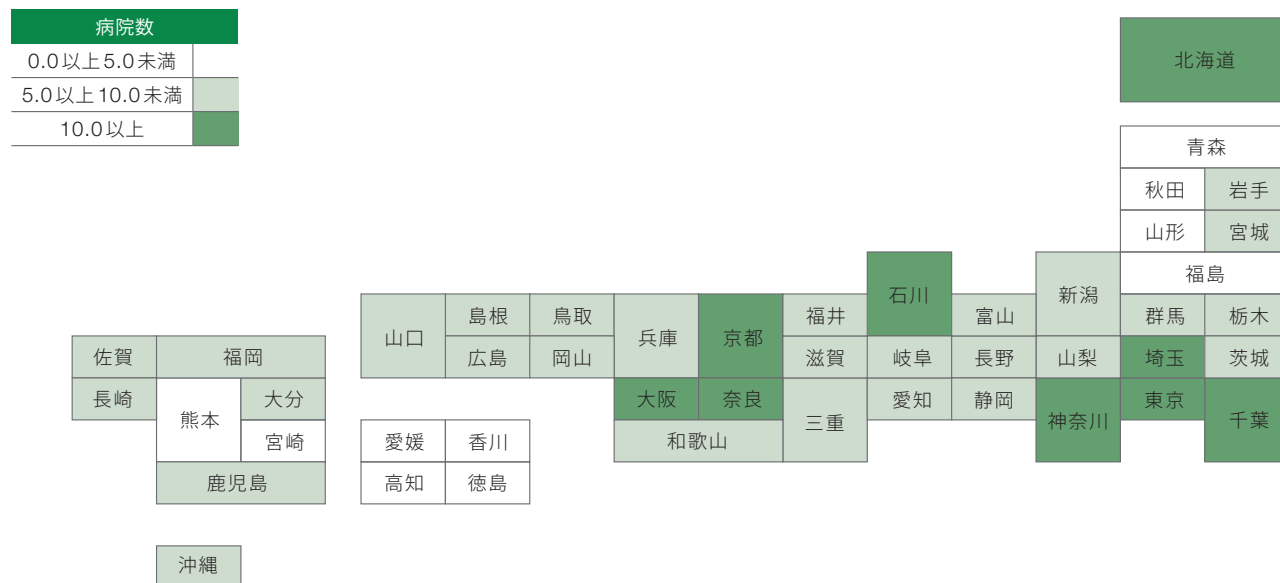 病院数
0.0以上5.0未満
5.0以上10.0未満
10.0以上
北海道
青森
秋田 岩手
山形 宮城
福島
石川 新潟
島根 鳥取 福井 富山 群馬 栃木
山口 兵庫 京都
佐賀 福岡 広島 岡山 滋賀 岐阜 長野 山梨 埼玉 茨城
長崎 大分 大阪 奈良 愛知 静岡 東京
熊本 三重 神奈川 千葉
宮崎 愛媛 香川 和歌山
鹿児島 高知 徳島
沖縄